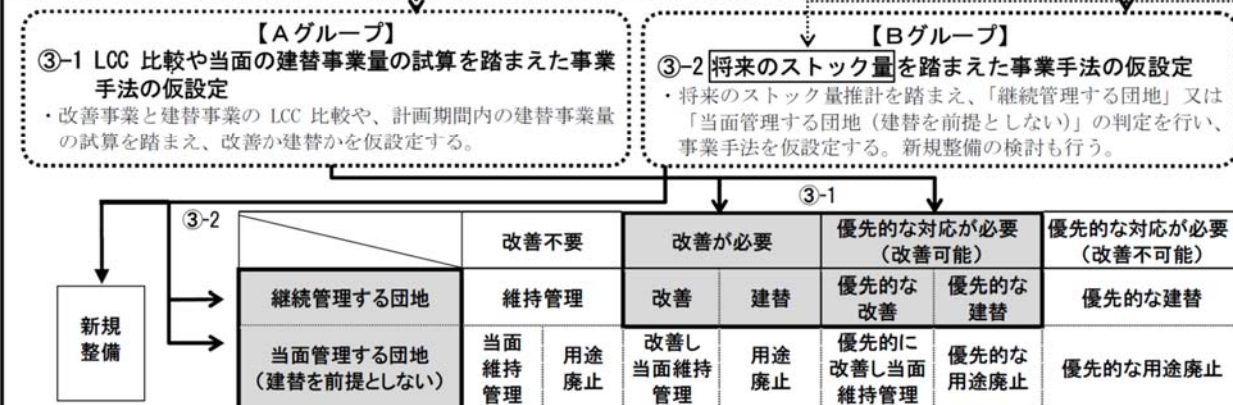 【Aグループ】
③-1 LCC 比較や当面の建替事業量の試算を踏まえた事業
手法の仮設定
・改善事業と建替事業の LCC 比較や、計画期間内の建替事業量
の試算を踏まえ、改善か建替かを仮設定する。
【Bグループ】
③-2 将来のストック量を踏まえた事業手法の仮設定
・将来のストック量推計を踏まえ、「継続管理する団地」又は
「当面管理する団地（建替を前提としない）」の判定を行い、
事業手法を仮設定する。新規整備の検討も行う。
③-1
③-2
新規
整備
改善不要
改善が必要
優先的な対応が必要
（改善可能）
優先的な対応が必要
（改善不可能）
継続管理する団地
維持管理
改善
建替
優先的な
改善
優先的な
建替
優先的な建替
当面管理する団地
（建替を前提としない）
当面
維持
管理
用途
廃止
改善し
当面維持
管理
用途
廃止
優先的に
改善し当面
維持管理
優先的な
用途廃止
優先的な用途廃止